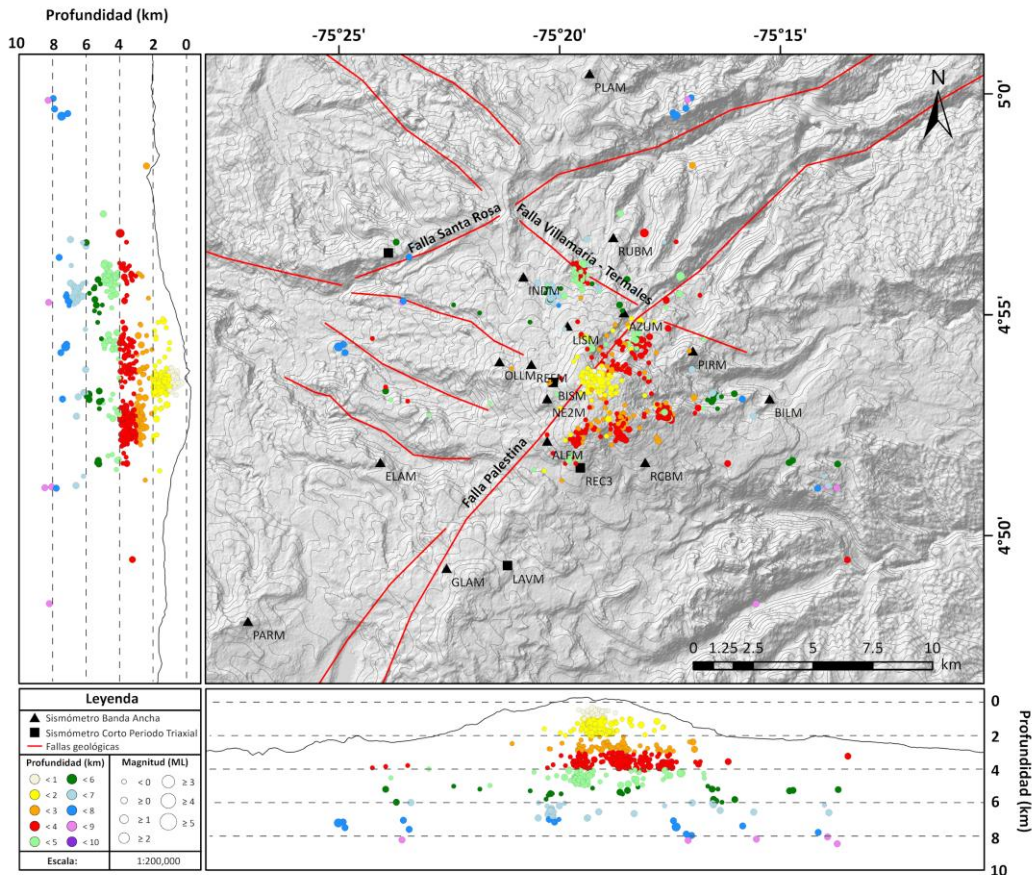 Profundidad (km)
10 8 6 4 2 0
-75°25' -75°20' -75°15'
N
5°0'
4°55'
4°50'
PLAM
Falla Santa Rosa
Falla Villamaria - Termales
RUBM
INDM
AZUM
LISM
PIRM
OLLM
BISM
NE2M
BILM
ALFM
Falla Palestina
ELAM
REC3
RCBM
GLAM
LAVM
PARM
0 1.25 2.5 5 7.5 10
km
Leyenda
Sismómetro Banda Ancha
Sismómetro Corto Periodo Triaxial
Fallas geológicas
Profundidad (km) Magnitud (ML)
< 1 < 6 < 0 ≥ 3
< 2 < 7 ≥ 0 ≥ 4
< 3 < 8 ≥ 1 ≥ 5
< 4 < 9 ≥ 2
< 5 < 10
Escala: 1:200,000
0
2
4
6
8
10
Profundidad (km)